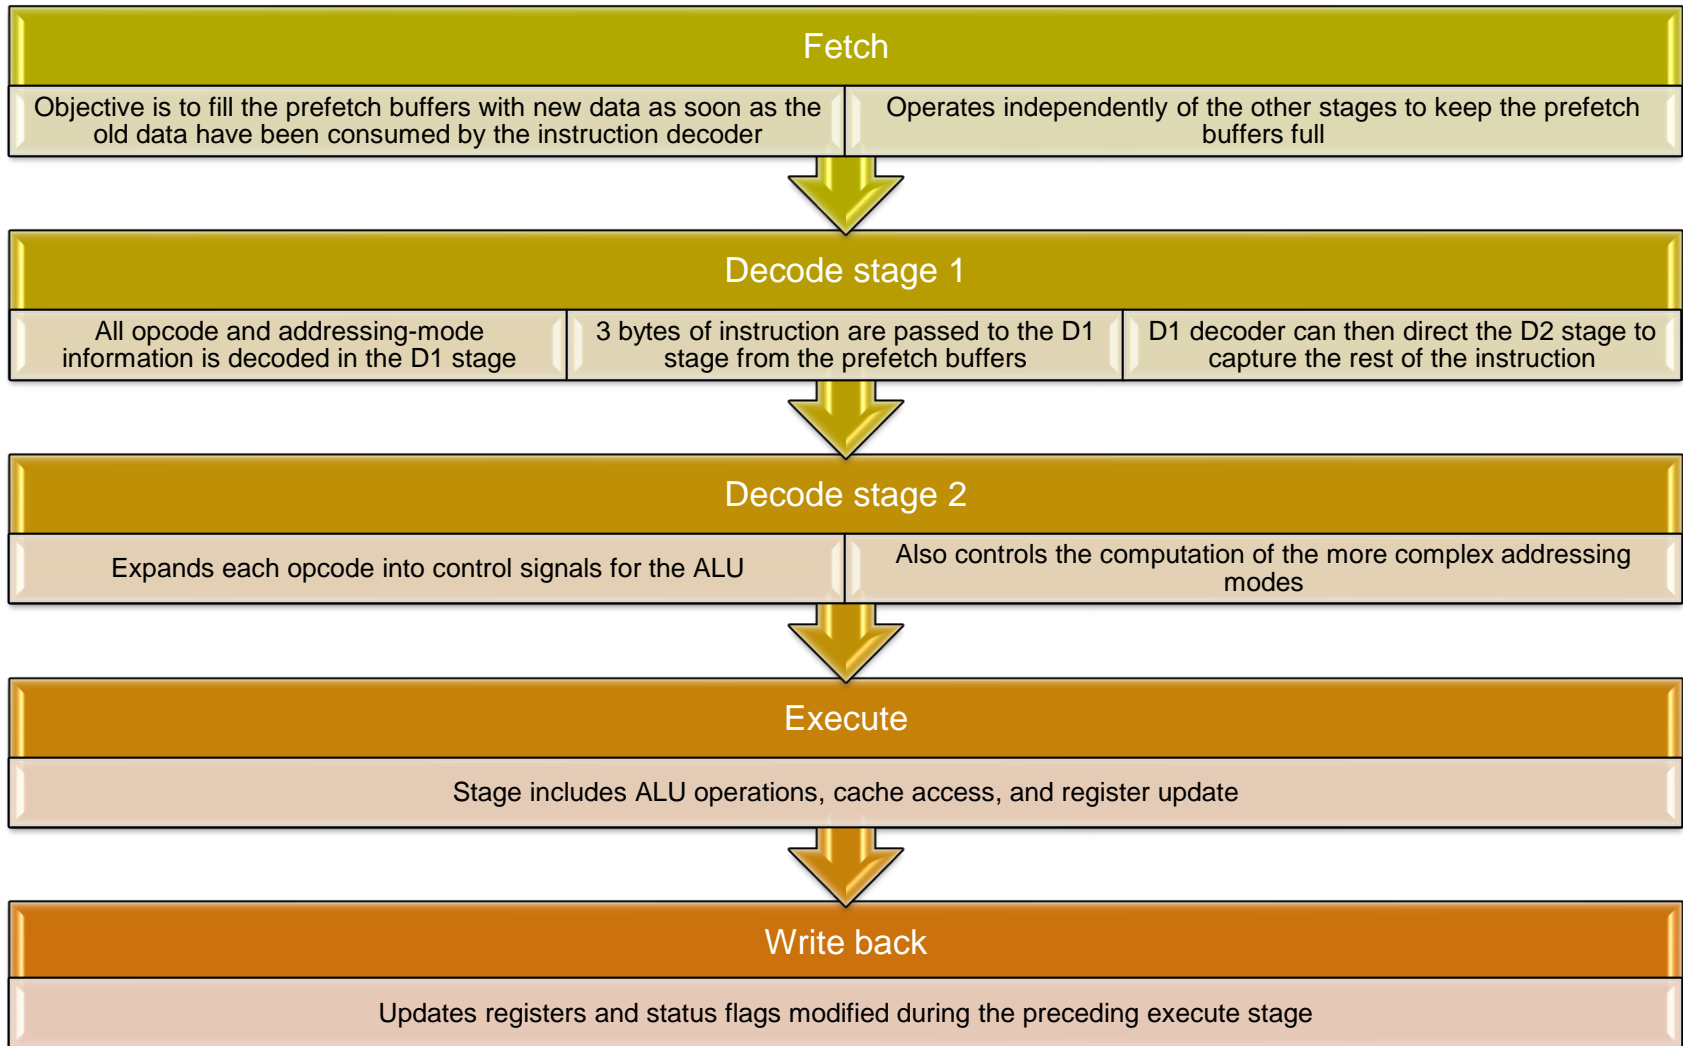 Fetch
Objective is to fill the prefetch buffers with new data as soon as the
old data have been consumed by the instruction decoder
Operates independently of the other stages to keep the prefetch
buffers full
Decode stage 1
All opcode and addressing-mode
information is decoded in the D1 stage
3 bytes of instruction are passed to the D1
stage from the prefetch buffers
D1 decoder can then direct the D2 stage to
capture the rest of the instruction
Decode stage 2
Expands each opcode into control signals for the ALU
Also controls the computation of the more complex addressing
modes
Execute
Stage includes ALU operations, cache access, and register update
Write back
Updates registers and status flags modified during the preceding execute stage